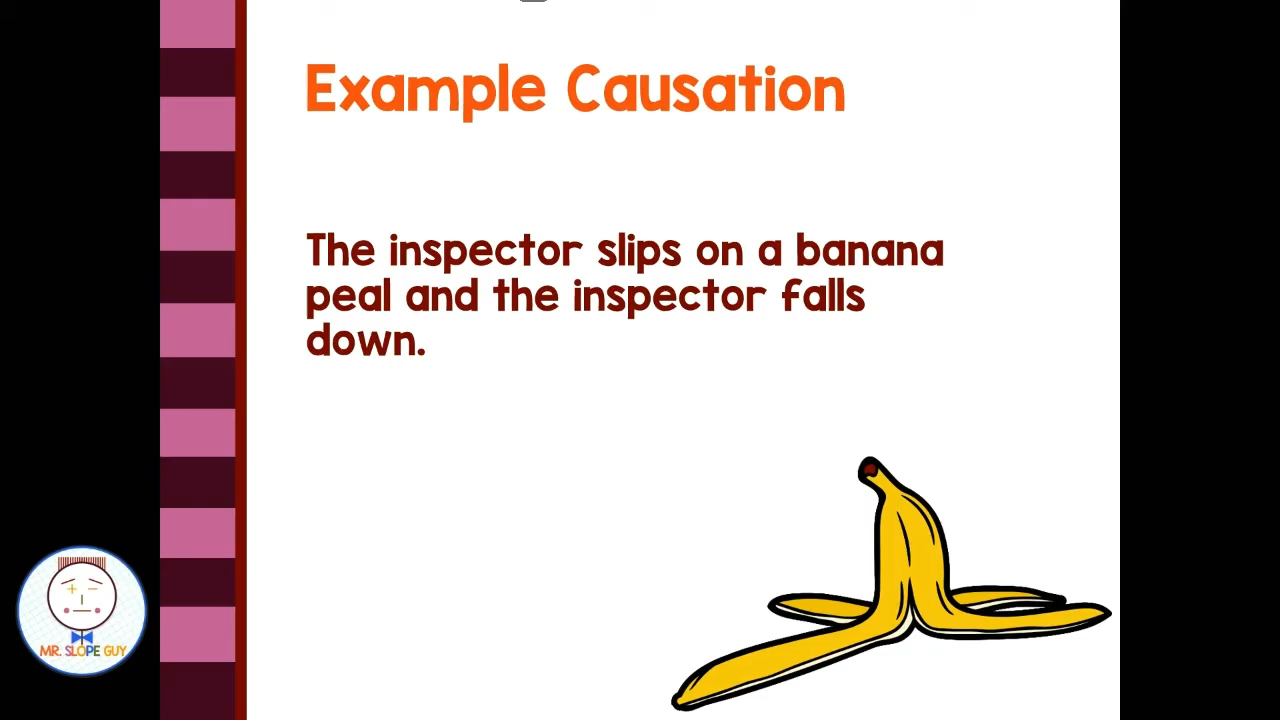 Example Causation
The inspector slips on a banana
peal and the inspector falls
down.
MR. SLOPE GUY